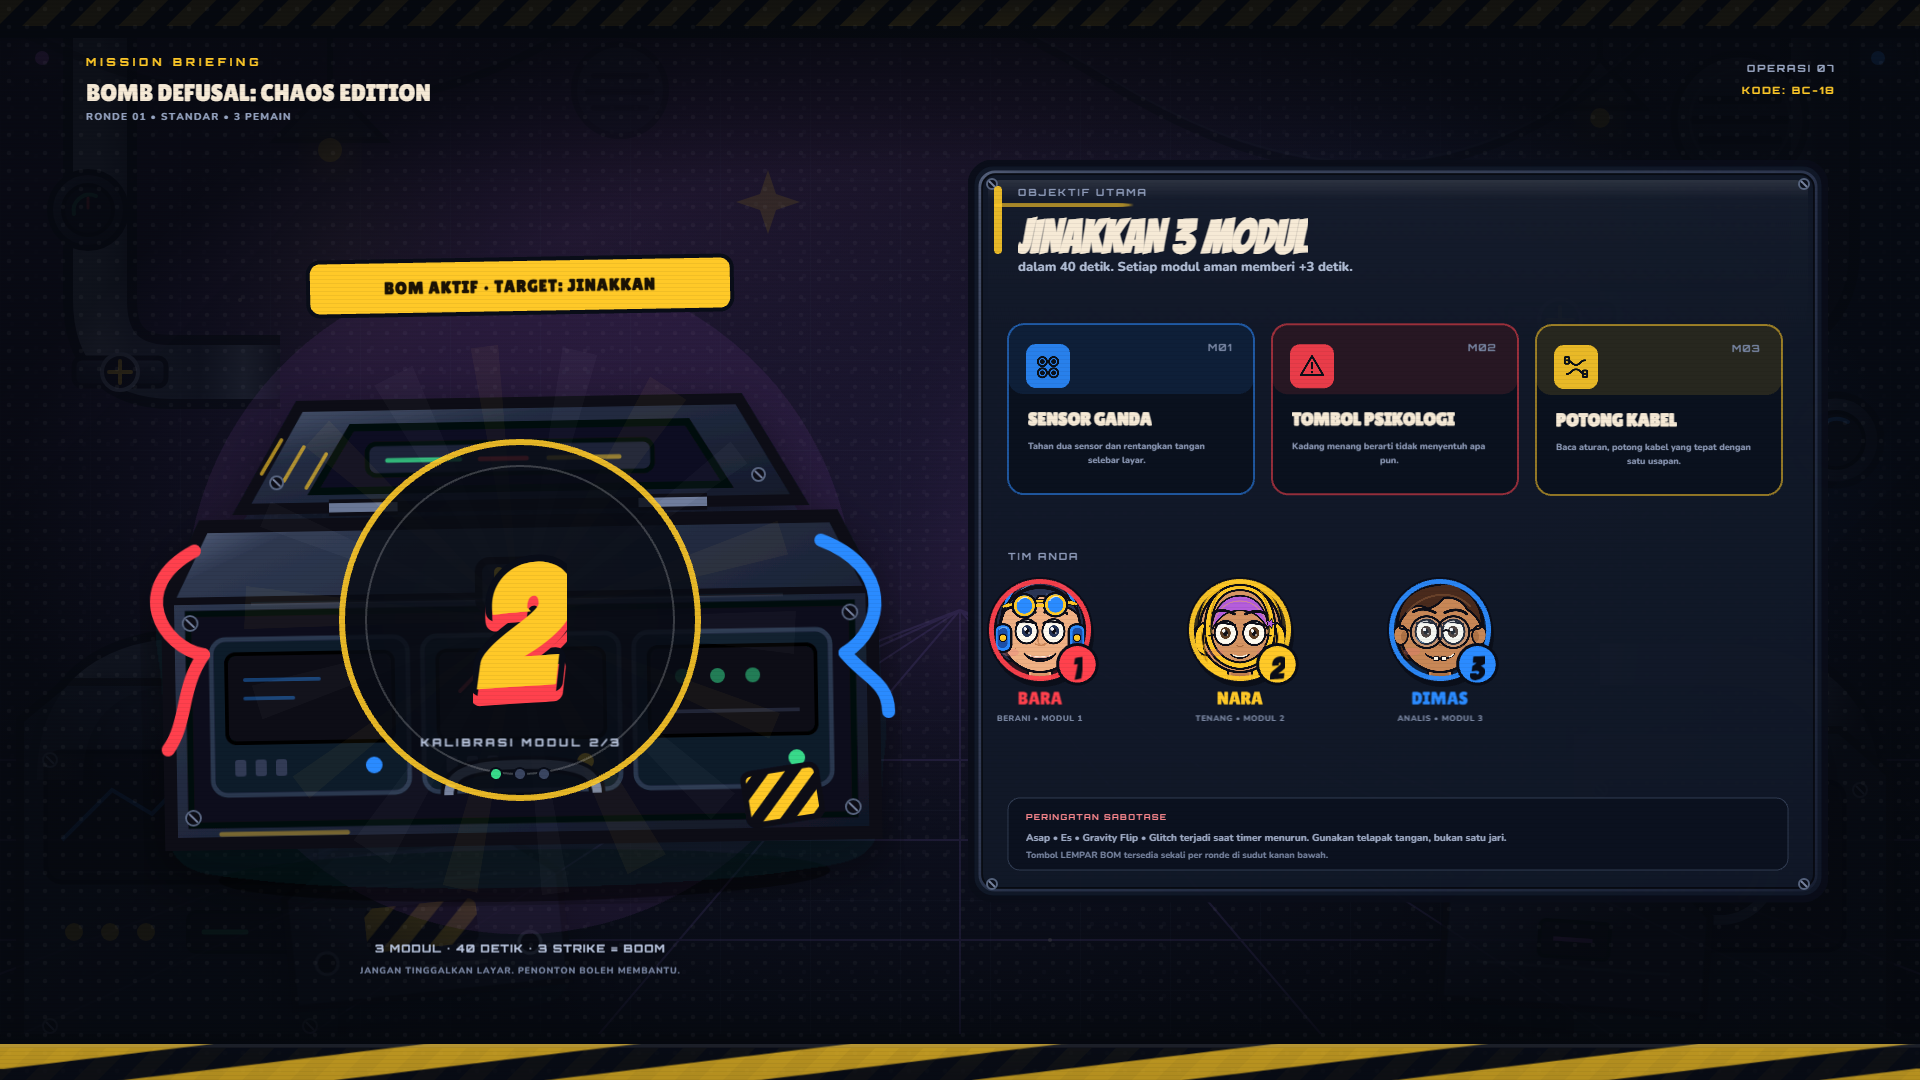 MISSION BRIEFING
BOMB DEFUSAL: CHAOS EDITION
RONDE 01 • STANDAR • 3 PEMAIN
OPERASI 07
KODE: BC-18
BOM AKTIF · TARGET: JINAKKAN
2
KALIBRASI MODUL 2/3
3 MODUL · 40 DETIK · 3 STRIKE = BOOM
JANGAN TINGGALKAN LAYAR. PENONTON BOLEH MEMBANTU.
OBJEKTIF UTAMA
JINAKKAN 3 MODUL
dalam 40 detik. Setiap modul aman memberi +3 detik.
M01
SENSOR GANDA
Tahan dua sensor dan rentangkan tangan
selebar layar.
M02
TOMBOL PSIKOLOGI
Kadang menang berarti tidak menyentuh apa
pun.
M03
POTONG KABEL
Baca aturan, potong kabel yang tepat dengan
satu usapan.
TIM ANDA
1
BARA
BERANI • MODUL 1
2
NARA
TENANG • MODUL 2
3
DIMAS
ANALIS • MODUL 3
PERINGATAN SABOTASE
Asap • Es • Gravity Flip • Glitch terjadi saat timer menurun. Gunakan telapak tangan, bukan satu jari.
Tombol LEMPAR BOM tersedia sekali per ronde di sudut kanan bawah.